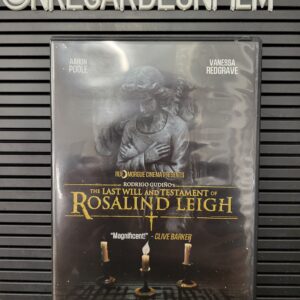 ONREGARDEUNFILM
AARON
POOLE
VANESSA
REDGRAVE
RUE MORGUE CINEMA PRESENTS
RODRIGO GUDIÑO'S
THE LAST WILL AND TESTAMENT OF
ROSALIND LEIGH
"Magnificent!" - CLIVE BARKER